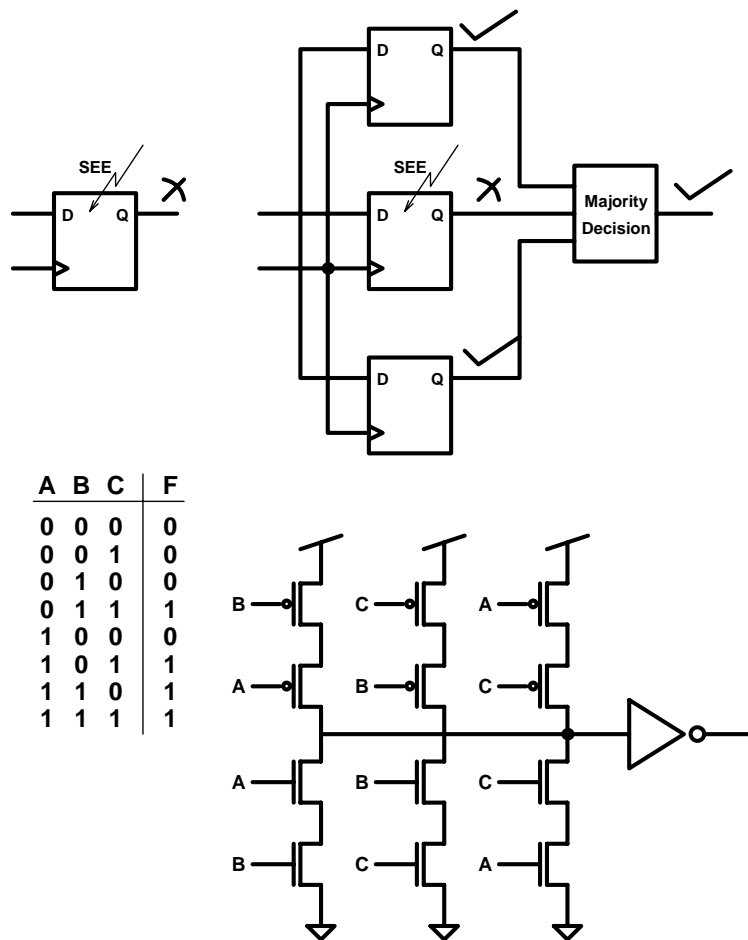 D Q
SEE
D Q
SEE
D Q
Majority
Decision
D Q
A B C F
0 0 0 0
0 0 1 0
0 1 0 0
0 1 1 1
1 0 0 0
1 0 1 1
1 1 0 1
1 1 1 1
B C A
A B C
A B C
B C A